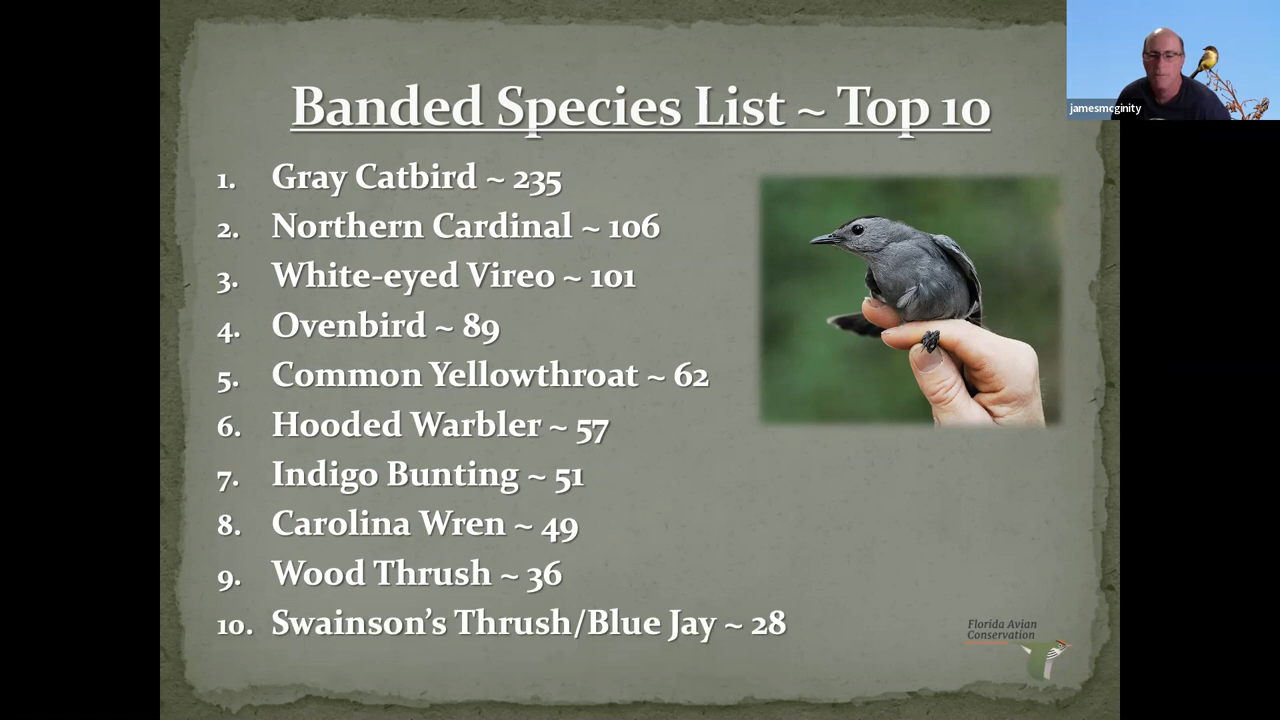 Banded Species List ~ Top 10
jamesmcginity
1. Gray Catbird ~ 235
2. Northern Cardinal ~ 106
3. White-eyed Vireo ~ 101
4. Ovenbird ~ 89
5. Common Yellowthroat ~ 62
6. Hooded Warbler ~ 57
7. Indigo Bunting ~ 51
8. Carolina Wren ~ 49
9. Wood Thrush ~ 36
10. Swainson’s Thrush/Blue Jay ~ 28
Florida Avian
Conservation